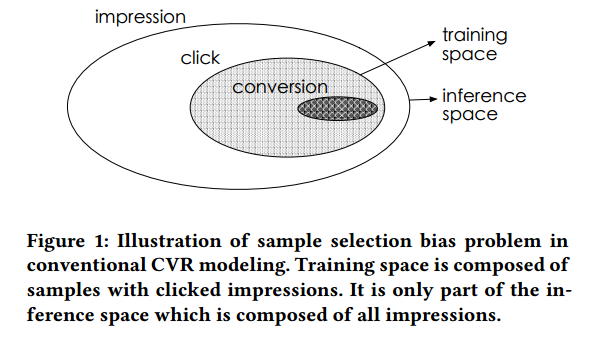 impression
training
space
click
conversion
inference
space
Figure 1: Illustration of sample selection bias problem in
conventional CVR modeling. Training space is composed of
samples with clicked impressions. It is only part of the in-
ference space which is composed of all impressions.